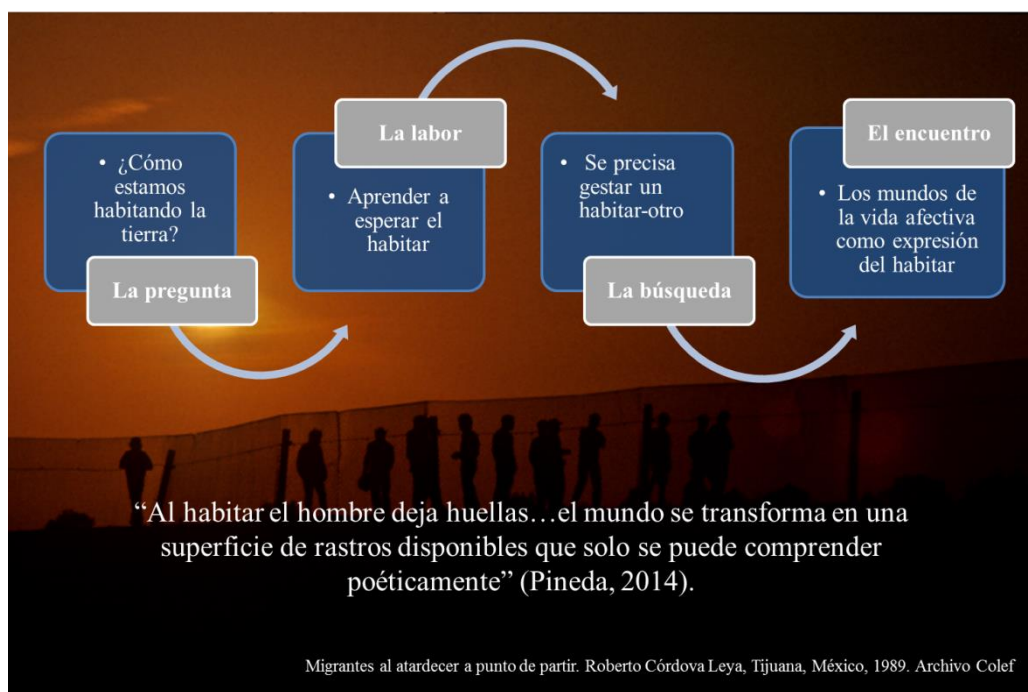 • ¿Cómo
estamos
habitando la
tierra?
La pregunta
La labor
• Aprender a
esperar el
habitar
• Se precisa
gestar un
habitar-otro
La búsqueda
El encuentro
• Los mundos de
la vida afectiva
como expresión
del habitar
“Al habitar el hombre deja huellas…el mundo se transforma en una
superficie de rastros disponibles que solo se puede comprender
poéticamente” (Pineda, 2014).
Migrantes al atardecer a punto de partir. Roberto Córdova Leya, Tijuana, México, 1989. Archivo Colef